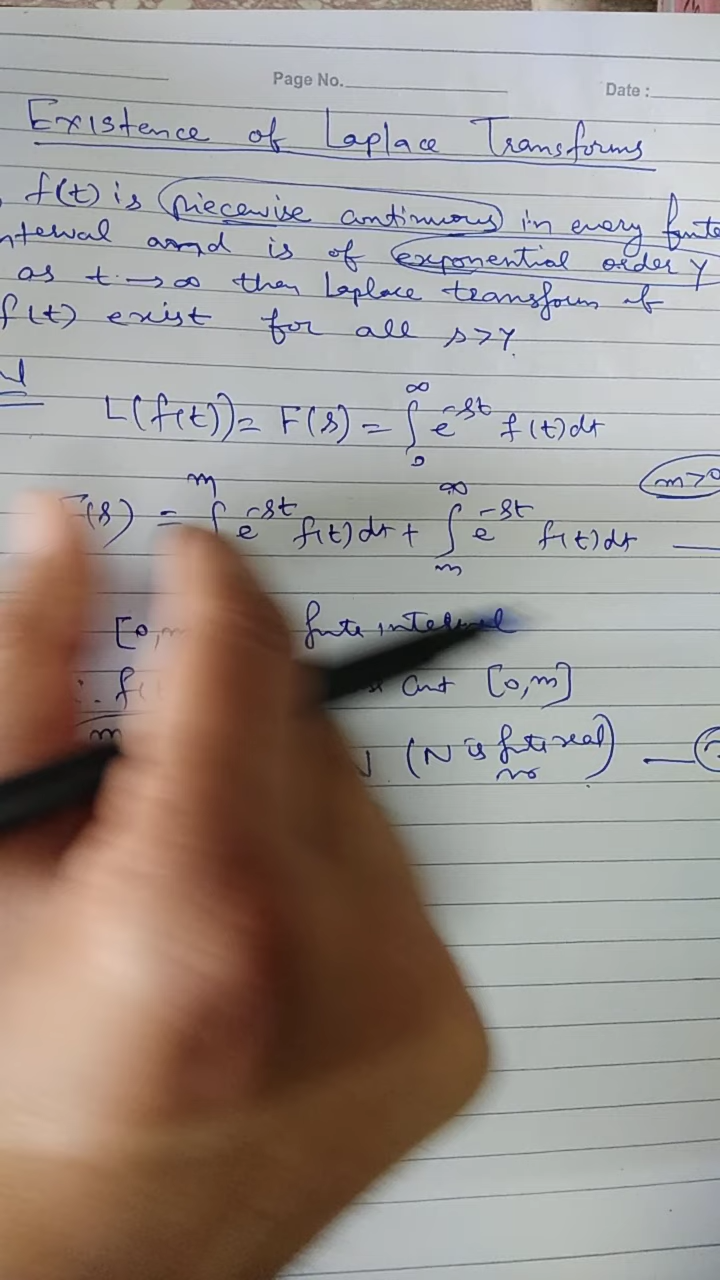 Page No.
Date :
Existence of Laplace Transforms
f(t) is piecewise continuous in every finite
interval and is of exponential order γ
as t → ∞ then Laplace transform of
f(t) exist for all s>γ.
L(f(t)) = F(s) = ∫₀^∞ e^-st f(t)dt
m>0
F(s) = ∫^m e^-st f(t)dt + ∫ₘ^∞ e^-st f(t)dt —
[0,m finite interval
∴ f( cont [0,m]
m (N is finite real no) —